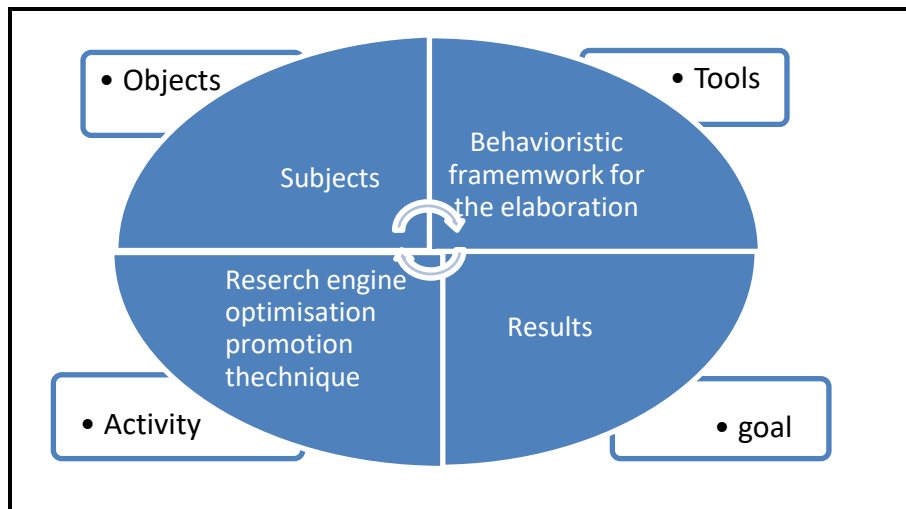 • Objects
• Tools
Subjects
Behavioristic
framemwork for
the elaboration
Reserch engine
optimisation
promotion
thechnique
Results
• Activity
• goal